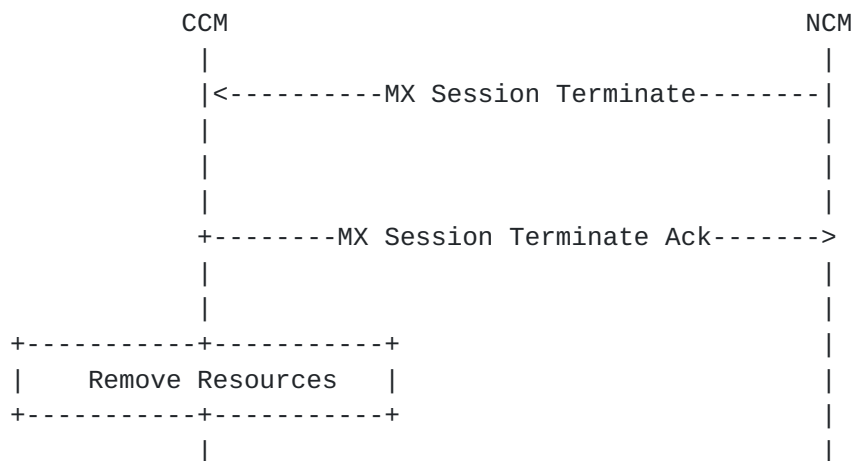 CCM NCM
MX Session Terminate
MX Session Terminate Ack
Remove Resources